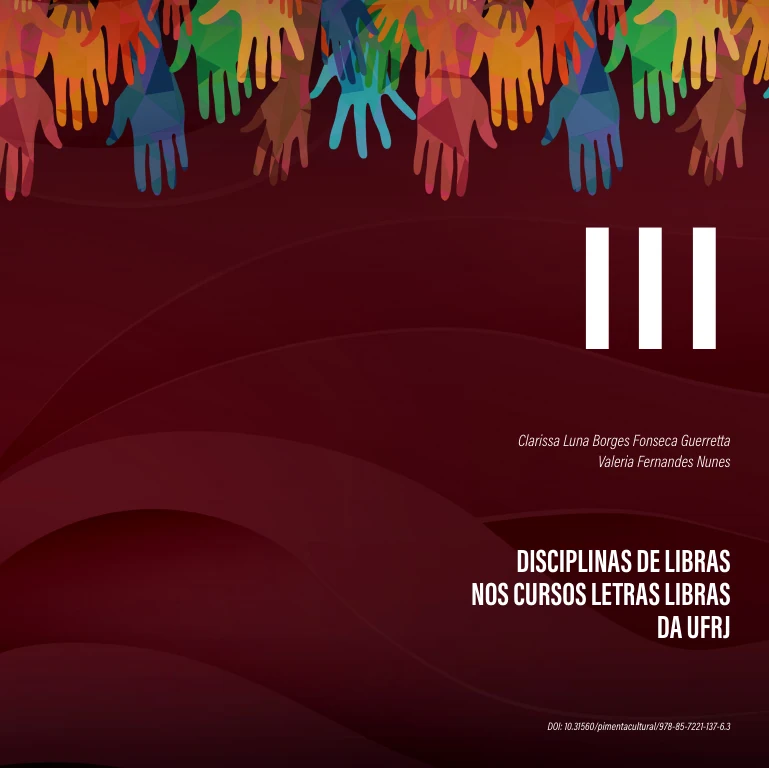 III
Clarissa Luna Borges Fonseca Guerretta
Valeria Fernandes Nunes
DISCIPLINAS DE LIBRAS
NOS CURSOS LETRAS LIBRAS
DA UFRJ
DOI: 10.31560/pimentacultural/978-85-7221-137-6.3